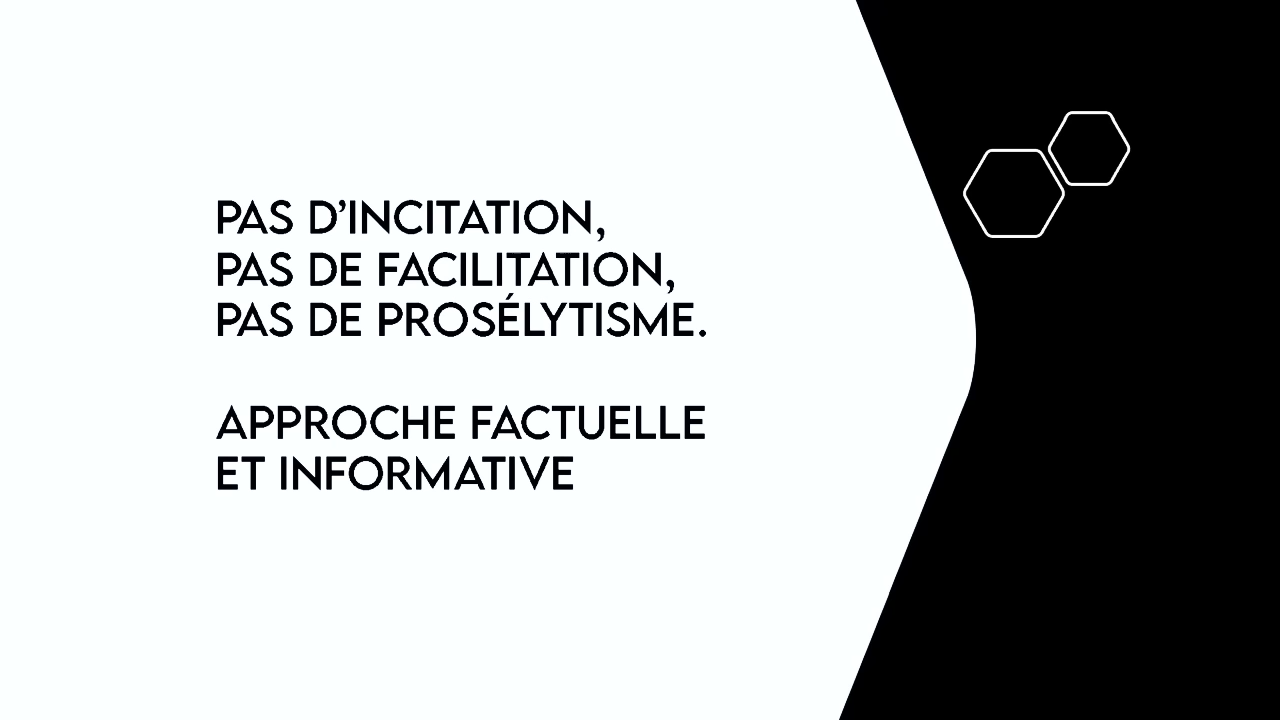 PAS D’INCITATION,
PAS DE FACILITATION,
PAS DE PROSÉLYTISME.
APPROCHE FACTUELLE
ET INFORMATIVE